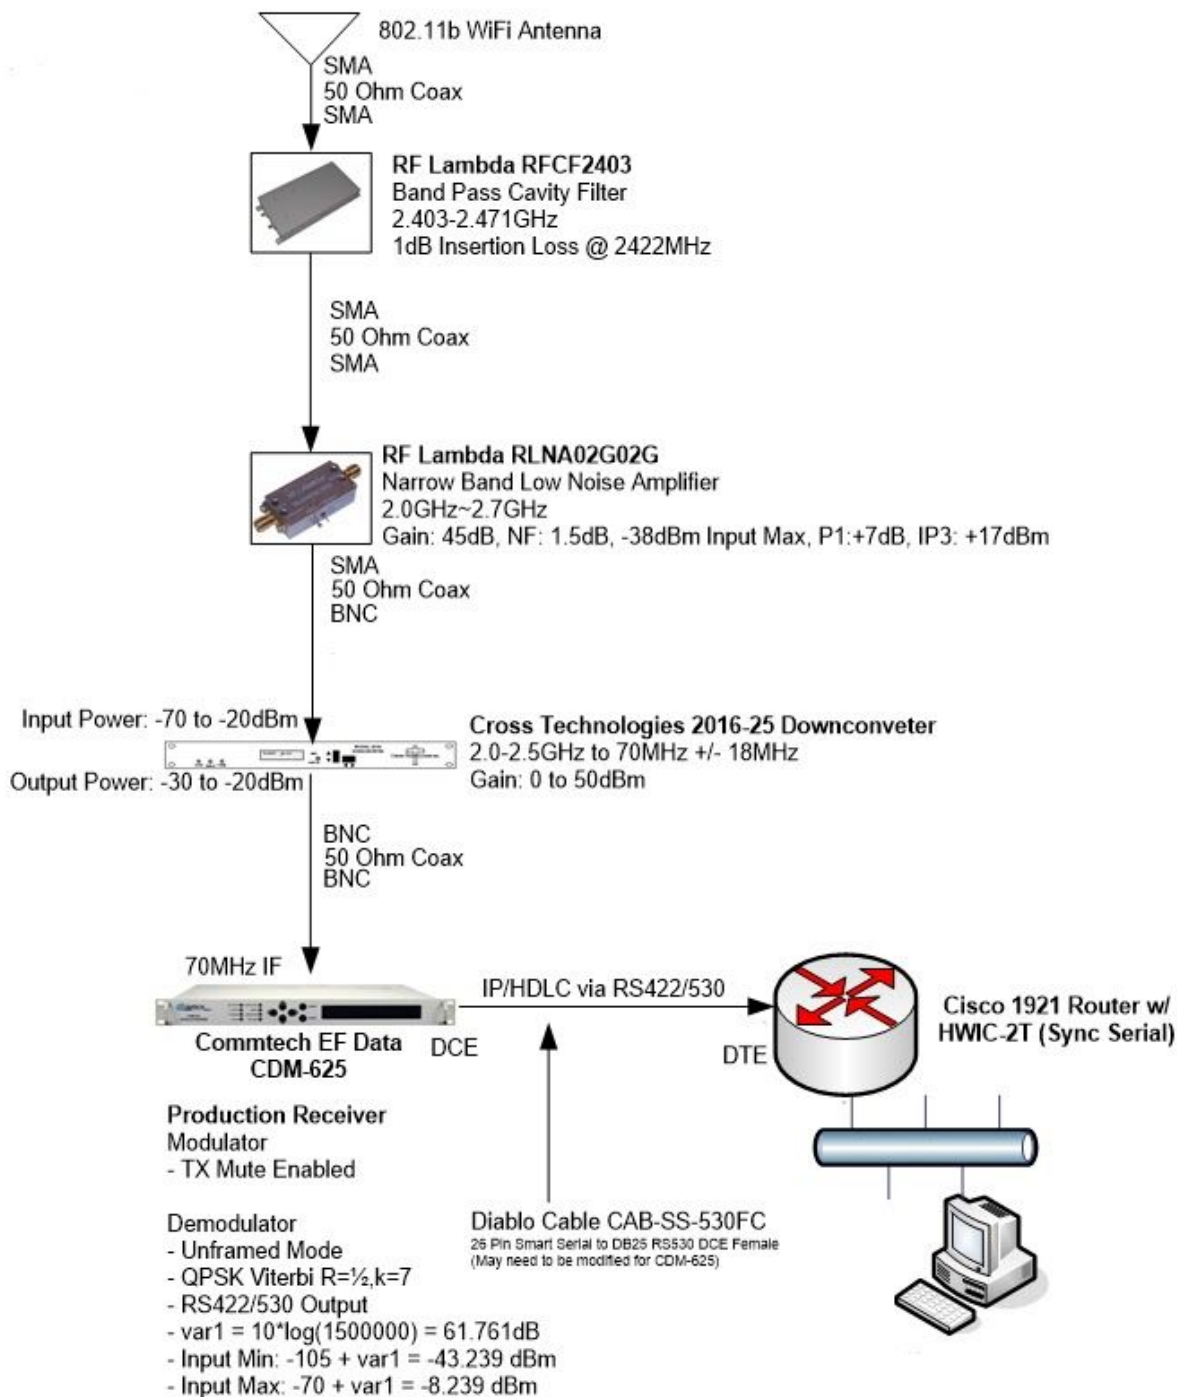 802.11b WiFi Antenna
SMA
50 Ohm Coax
SMA
RF Lambda RFCF2403
Band Pass Cavity Filter
2.403-2.471GHz
1dB Insertion Loss @ 2422MHz
SMA
50 Ohm Coax
SMA
RF Lambda RLNA02G02G
Narrow Band Low Noise Amplifier
2.0GHz~2.7GHz
Gain: 45dB, NF: 1.5dB, -38dBm Input Max, P1:+7dB, IP3: +17dBm
SMA
50 Ohm Coax
BNC
Input Power: -70 to -20dBm
Output Power: -30 to -20dBm
Cross Technologies 2016-25 Downconveter
2.0-2.5GHz to 70MHz +/- 18MHz
Gain: 0 to 50dBm
BNC
50 Ohm Coax
BNC
70MHz IF
IP/HDLC via RS422/530
Commtech EF Data
CDM-625
DCE
DTE
Cisco 1921 Router w/
HWIC-2T (Sync Serial)
Production Receiver
Modulator
- TX Mute Enabled
Demodulator
- Unframed Mode
- QPSK Viterbi R=½,k=7
- RS422/530 Output
- var1 = 10*log(1500000) = 61.761dB
- Input Min: -105 + var1 = -43.239 dBm
- Input Max: -70 + var1 = -8.239 dBm
Diablo Cable CAB-SS-530FC
26 Pin Smart Serial to DB25 RS530 DCE Female
(May need to be modified for CDM-625)